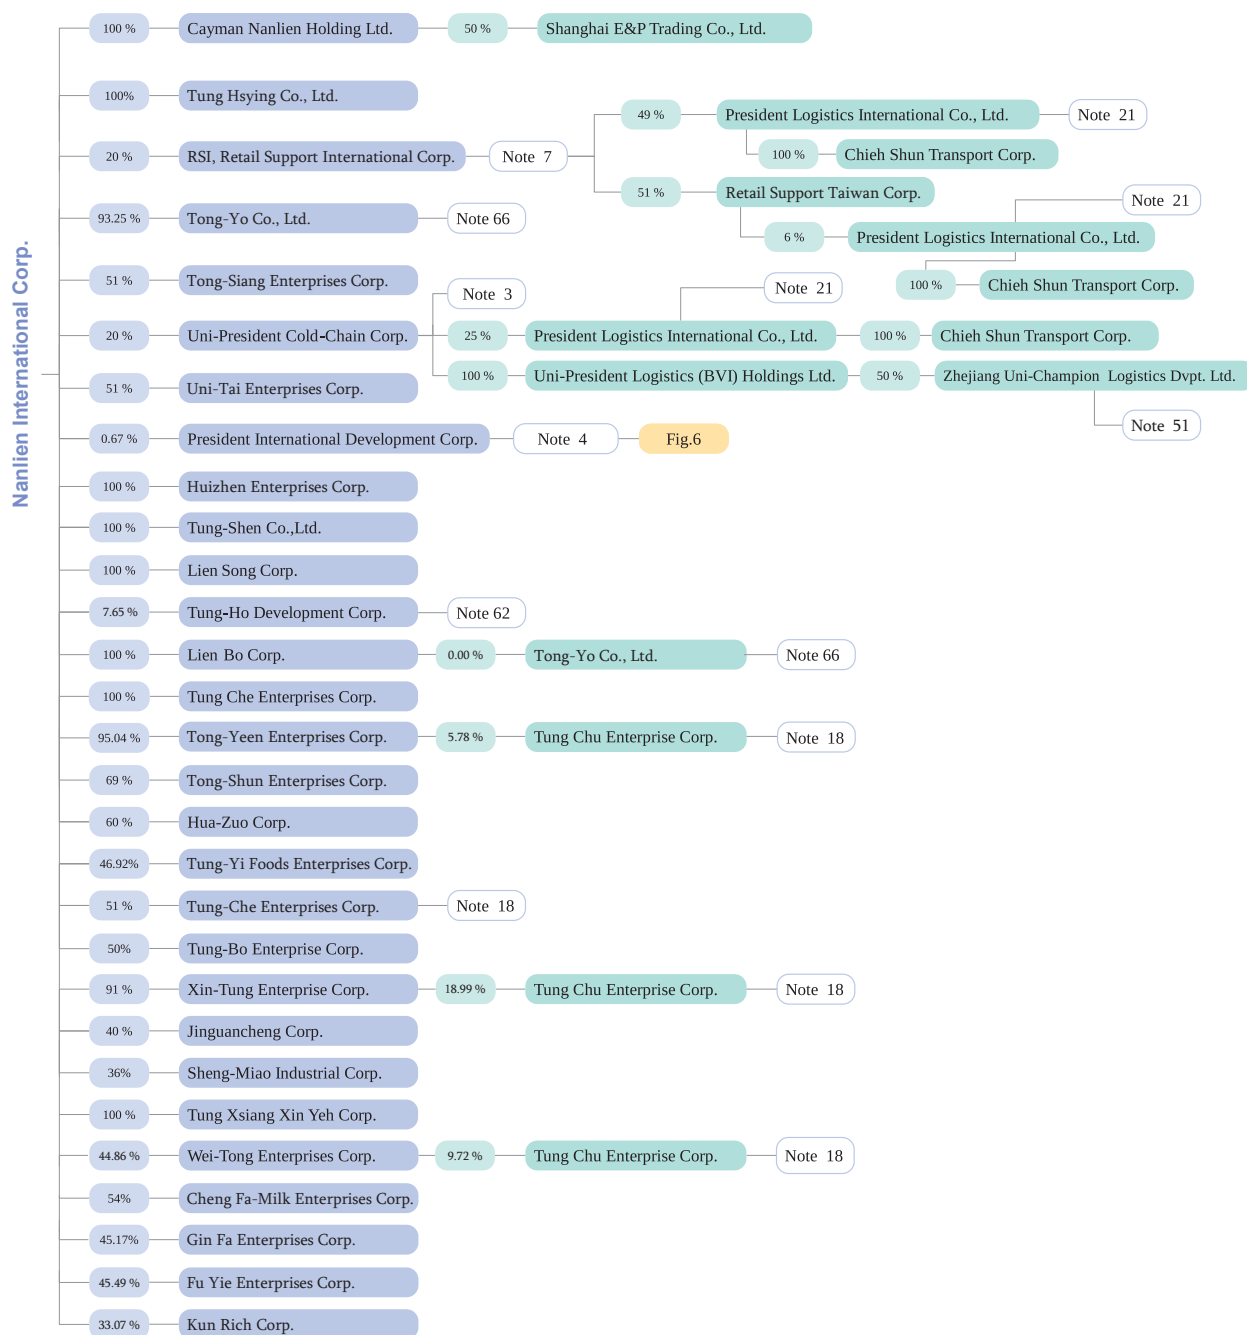 Nanlien International Corp.
100 % Cayman Nanlien Holding Ltd. 50 % Shanghai E&P Trading Co., Ltd.
100% Tung Hsying Co., Ltd.
49 % President Logistics International Co., Ltd. Note 21
100 % Chieh Shun Transport Corp.
20 % RSI, Retail Support International Corp. Note 7
51 % Retail Support Taiwan Corp.
Note 21
93.25 % Tong-Yo Co., Ltd. Note 66
6 % President Logistics International Co., Ltd.
51 % Tong-Siang Enterprises Corp.
100 % Chieh Shun Transport Corp.
Note 3
Note 21
20 % Uni-President Cold-Chain Corp. 25 % President Logistics International Co., Ltd. 100 % Chieh Shun Transport Corp.
100 % Uni-President Logistics (BVI) Holdings Ltd. 50 % Zhejiang Uni-Champion Logistics Dvpt. Ltd.
51 % Uni-Tai Enterprises Corp.
Note 51
0.67 % President International Development Corp. Note 4 Fig.6
100 % Huizhen Enterprises Corp.
100 % Tung-Shen Co.,Ltd.
100 % Lien Song Corp.
7.65 % Tung-Ho Development Corp. Note 62
100 % Lien Bo Corp. 0.00 % Tong-Yo Co., Ltd. Note 66
100 % Tung Che Enterprises Corp.
95.04 % Tong-Yeen Enterprises Corp. 5.78 % Tung Chu Enterprise Corp. Note 18
69 % Tong-Shun Enterprises Corp.
60 % Hua-Zuo Corp.
46.92% Tung-Yi Foods Enterprises Corp.
51 % Tung-Che Enterprises Corp. Note 18
50% Tung-Bo Enterprise Corp.
91 % Xin-Tung Enterprise Corp. 18.99 % Tung Chu Enterprise Corp. Note 18
40 % Jinguancheng Corp.
36% Sheng-Miao Industrial Corp.
100 % Tung Xsiang Xin Yeh Corp.
44.86 % Wei-Tong Enterprises Corp. 9.72 % Tung Chu Enterprise Corp. Note 18
54% Cheng Fa-Milk Enterprises Corp.
45.17% Gin Fa Enterprises Corp.
45.49 % Fu Yie Enterprises Corp.
33.07 % Kun Rich Corp.